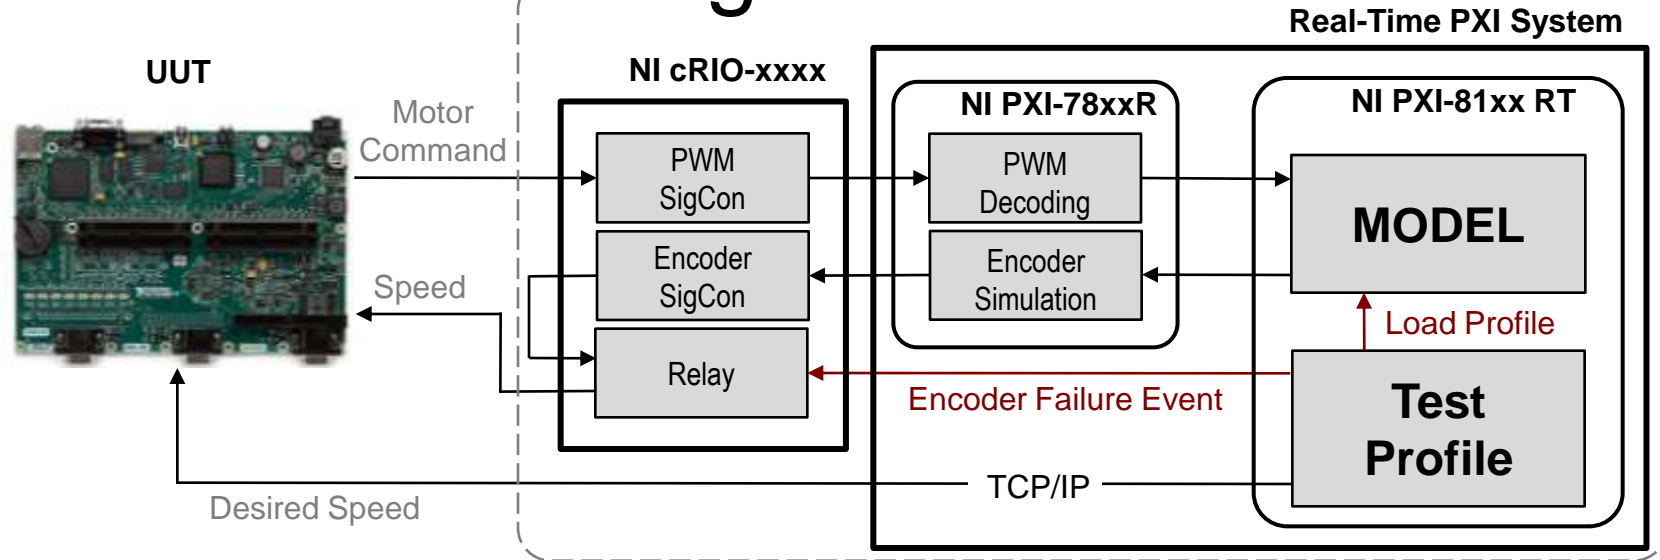 g
Real-Time PXI System
UUT
NI cRIO-xxxx
NI PXI-78xxR
NI PXI-81xx RT
Motor
Command
PWM
SigCon
PWM
Decoding
MODEL
Encoder
SigCon
Encoder
Simulation
Speed
Load Profile
Relay
Encoder Failure Event
Test
Profile
TCP/IP
Desired Speed